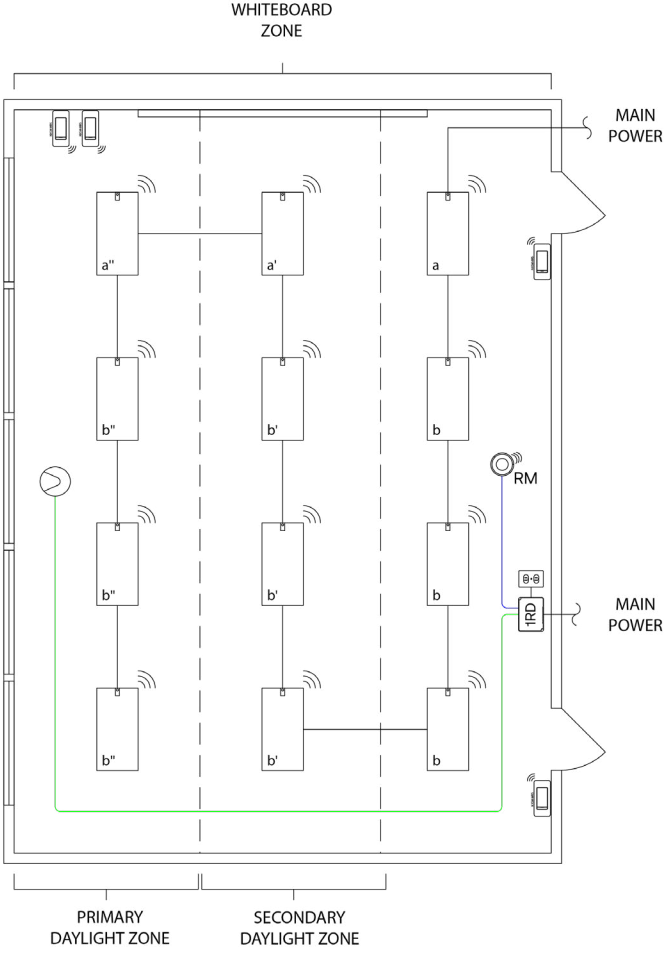 WHITEBOARD
ZONE
MAIN
POWER
a"
a'
a
b"
b'
b
RM
b"
b'
b
1RD
MAIN
POWER
b"
b'
b
PRIMARY
DAYLIGHT ZONE
SECONDARY
DAYLIGHT ZONE